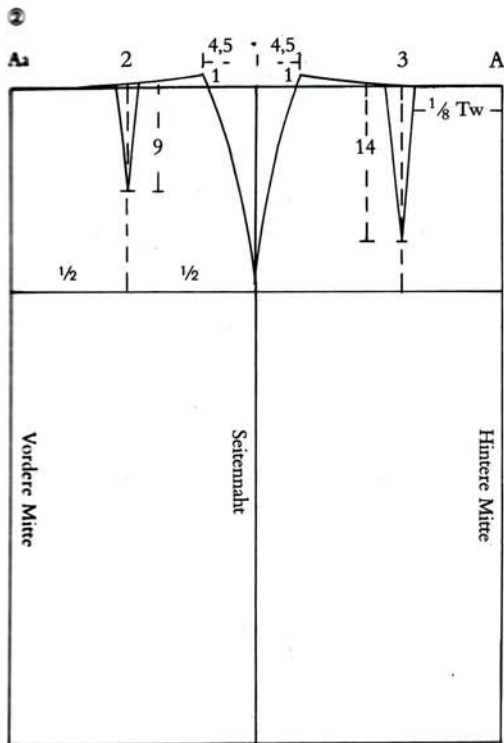 ②
4,5 4,5
Aa 2 1 1 3 A
⅛ Tw
9 14
½ ½
Vordere Mitte
Seitennaht
Hintere Mitte